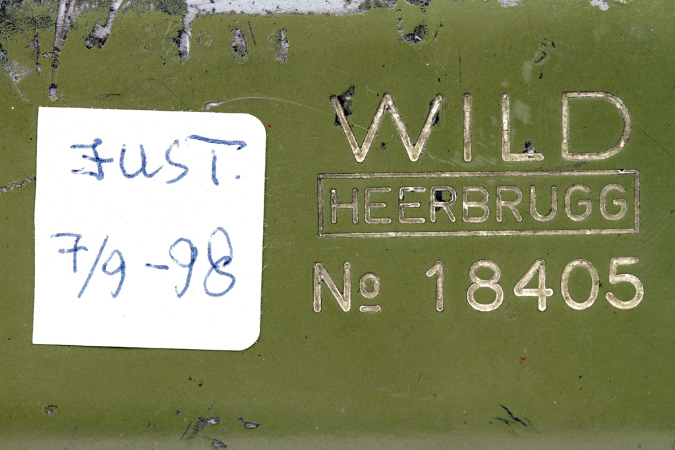 JUST.
7/9-98
WILD
HEERBRUGG
No 18405